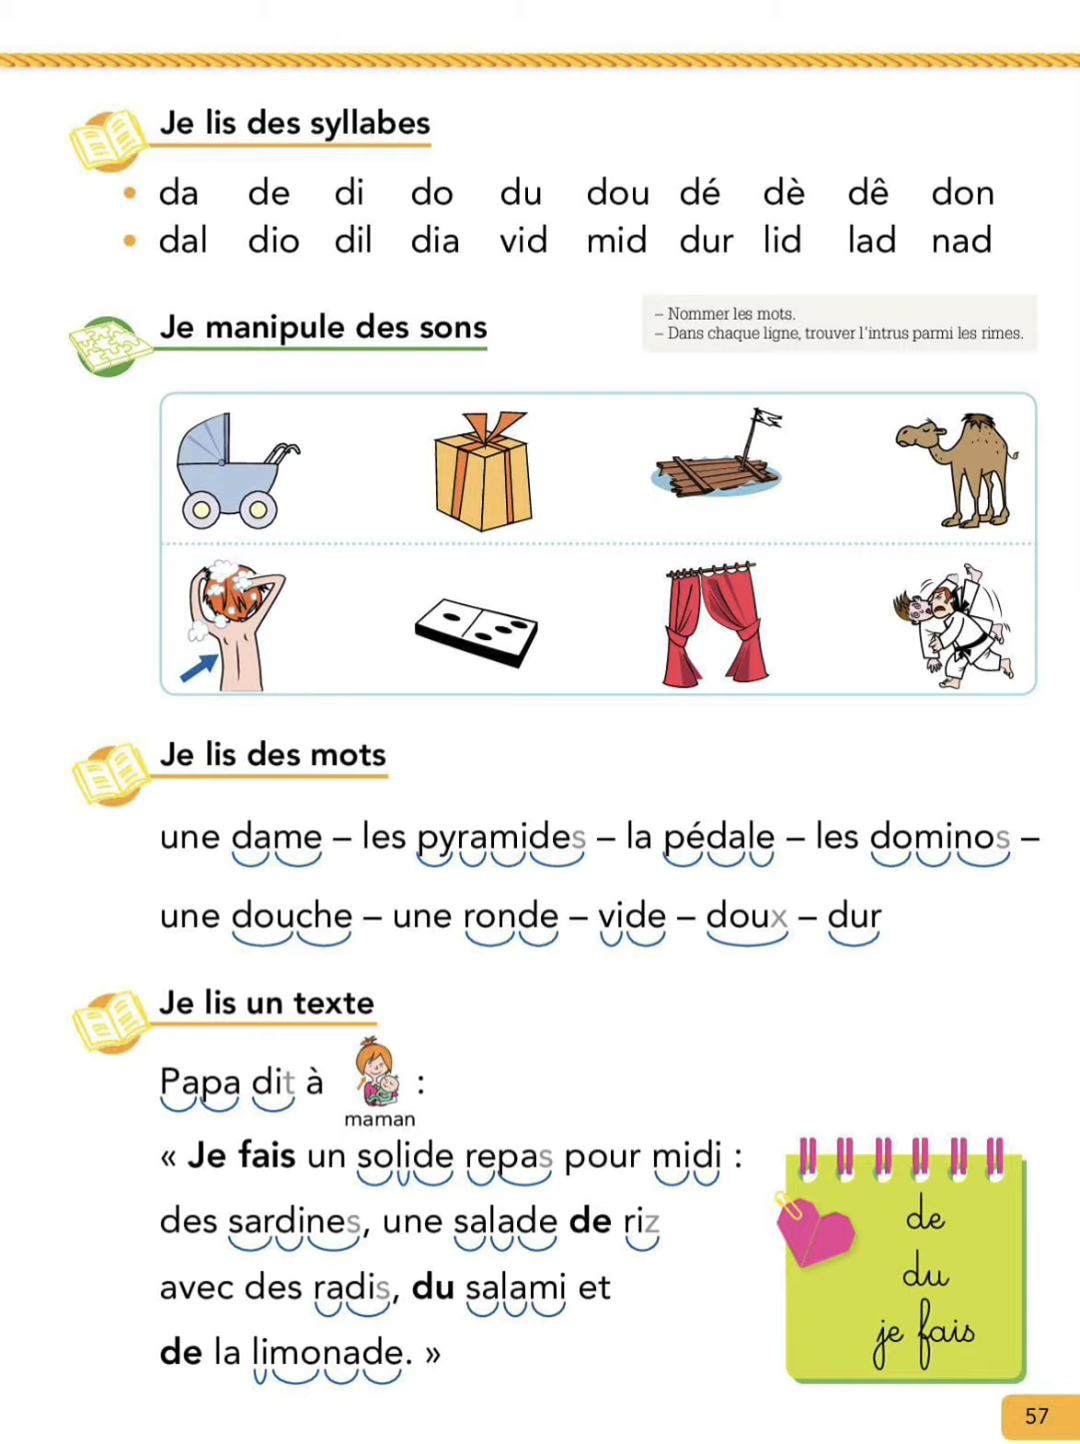 Je lis des syllabes
• da de di do du dou dé dè dê don
• dal dio dil dia vid mid dur lid lad nad
Je manipule des sons
– Nommer les mots.
– Dans chaque ligne, trouver l'intrus parmi les rimes.
Je lis des mots
une dame – les pyramides – la pédale – les dominos –
une douche – une ronde – vide – doux – dur
Je lis un texte
Papa dit à :
maman
« Je fais un solide repas pour midi :
des sardines, une salade de riz
avec des radis, du salami et
de la limonade. »
de
du
je fais
57